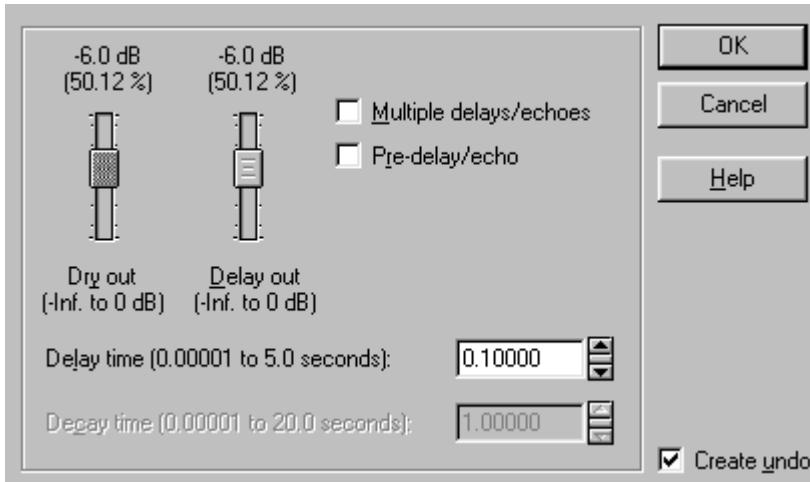 -6.0 dB
(50.12 %)
-6.0 dB
(50.12 %)
Multiple delays/echoes
Pre-delay/echo
Dry out
(-Inf. to 0 dB)
Delay out
(-Inf. to 0 dB)
Delay time (0.00001 to 5.0 seconds):
0.10000
Decay time (0.00001 to 20.0 seconds):
1.00000
OK
Cancel
Help
Create undo